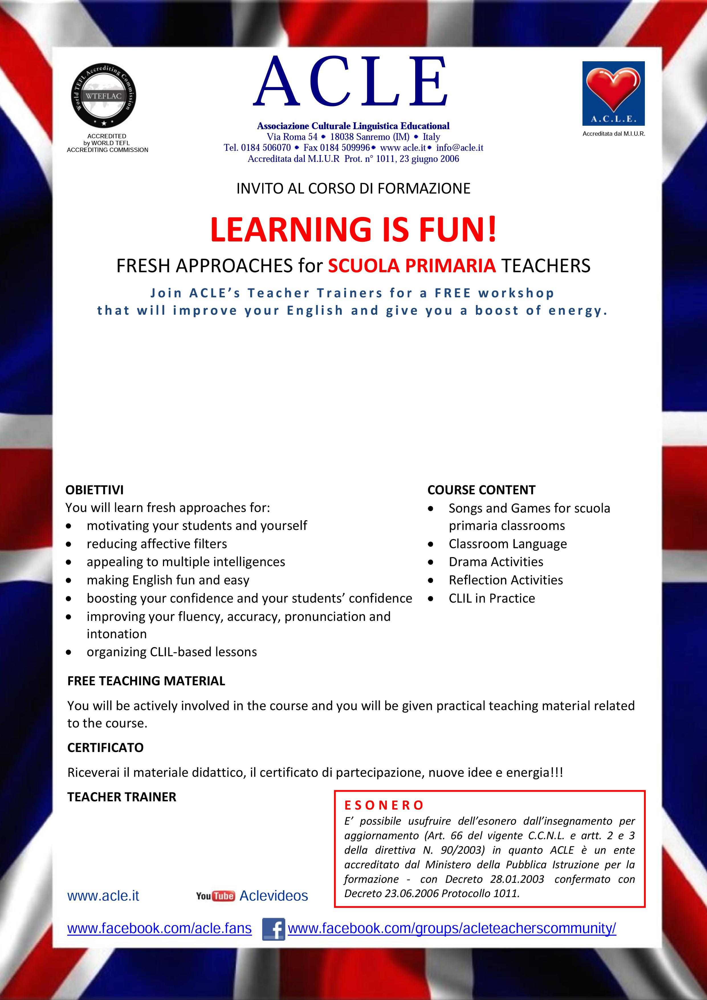 World TEFL Accrediting Commission
WTEFLAC
ACCREDITED
by WORLD TEFL
ACCREDITING COMMISSION
ACLE
Associazione Culturale Linguistica Educational
Via Roma 54 • 18038 Sanremo (IM) • Italy
Tel. 0184 506070 • Fax 0184 509996• www acle.it• info@acle.it
Accreditata dal M.I.U.R Prot. n° 1011, 23 giugno 2006
A.C.L.E.
Accreditata dal M.I.U.R.
INVITO AL CORSO DI FORMAZIONE
LEARNING IS FUN!
FRESH APPROACHES for SCUOLA PRIMARIA TEACHERS
Join ACLE’s Teacher Trainers for a FREE workshop
that will improve your English and give you a boost of energy.
OBIETTIVI
You will learn fresh approaches for:
• motivating your students and yourself
• reducing affective filters
• appealing to multiple intelligences
• making English fun and easy
• boosting your confidence and your students’ confidence
• improving your fluency, accuracy, pronunciation and
intonation
• organizing CLIL-based lessons
COURSE CONTENT
• Songs and Games for scuola
primaria classrooms
• Classroom Language
• Drama Activities
• Reflection Activities
• CLIL in Practice
FREE TEACHING MATERIAL
You will be actively involved in the course and you will be given practical teaching material related
to the course.
CERTIFICATO
Riceverai il materiale didattico, il certificato di partecipazione, nuove idee e energia!!!
TEACHER TRAINER
ESONERO
E’ possibile usufruire dell’esonero dall’insegnamento per
aggiornamento (Art. 66 del vigente C.C.N.L. e artt. 2 e 3
della direttiva N. 90/2003) in quanto ACLE è un ente
accreditato dal Ministero della Pubblica Istruzione per la
formazione - con Decreto 28.01.2003 confermato con
Decreto 23.06.2006 Protocollo 1011.
www.acle.it
YouTube Aclevideos
www.facebook.com/acle.fans f www.facebook.com/groups/acleteacherscommunity/